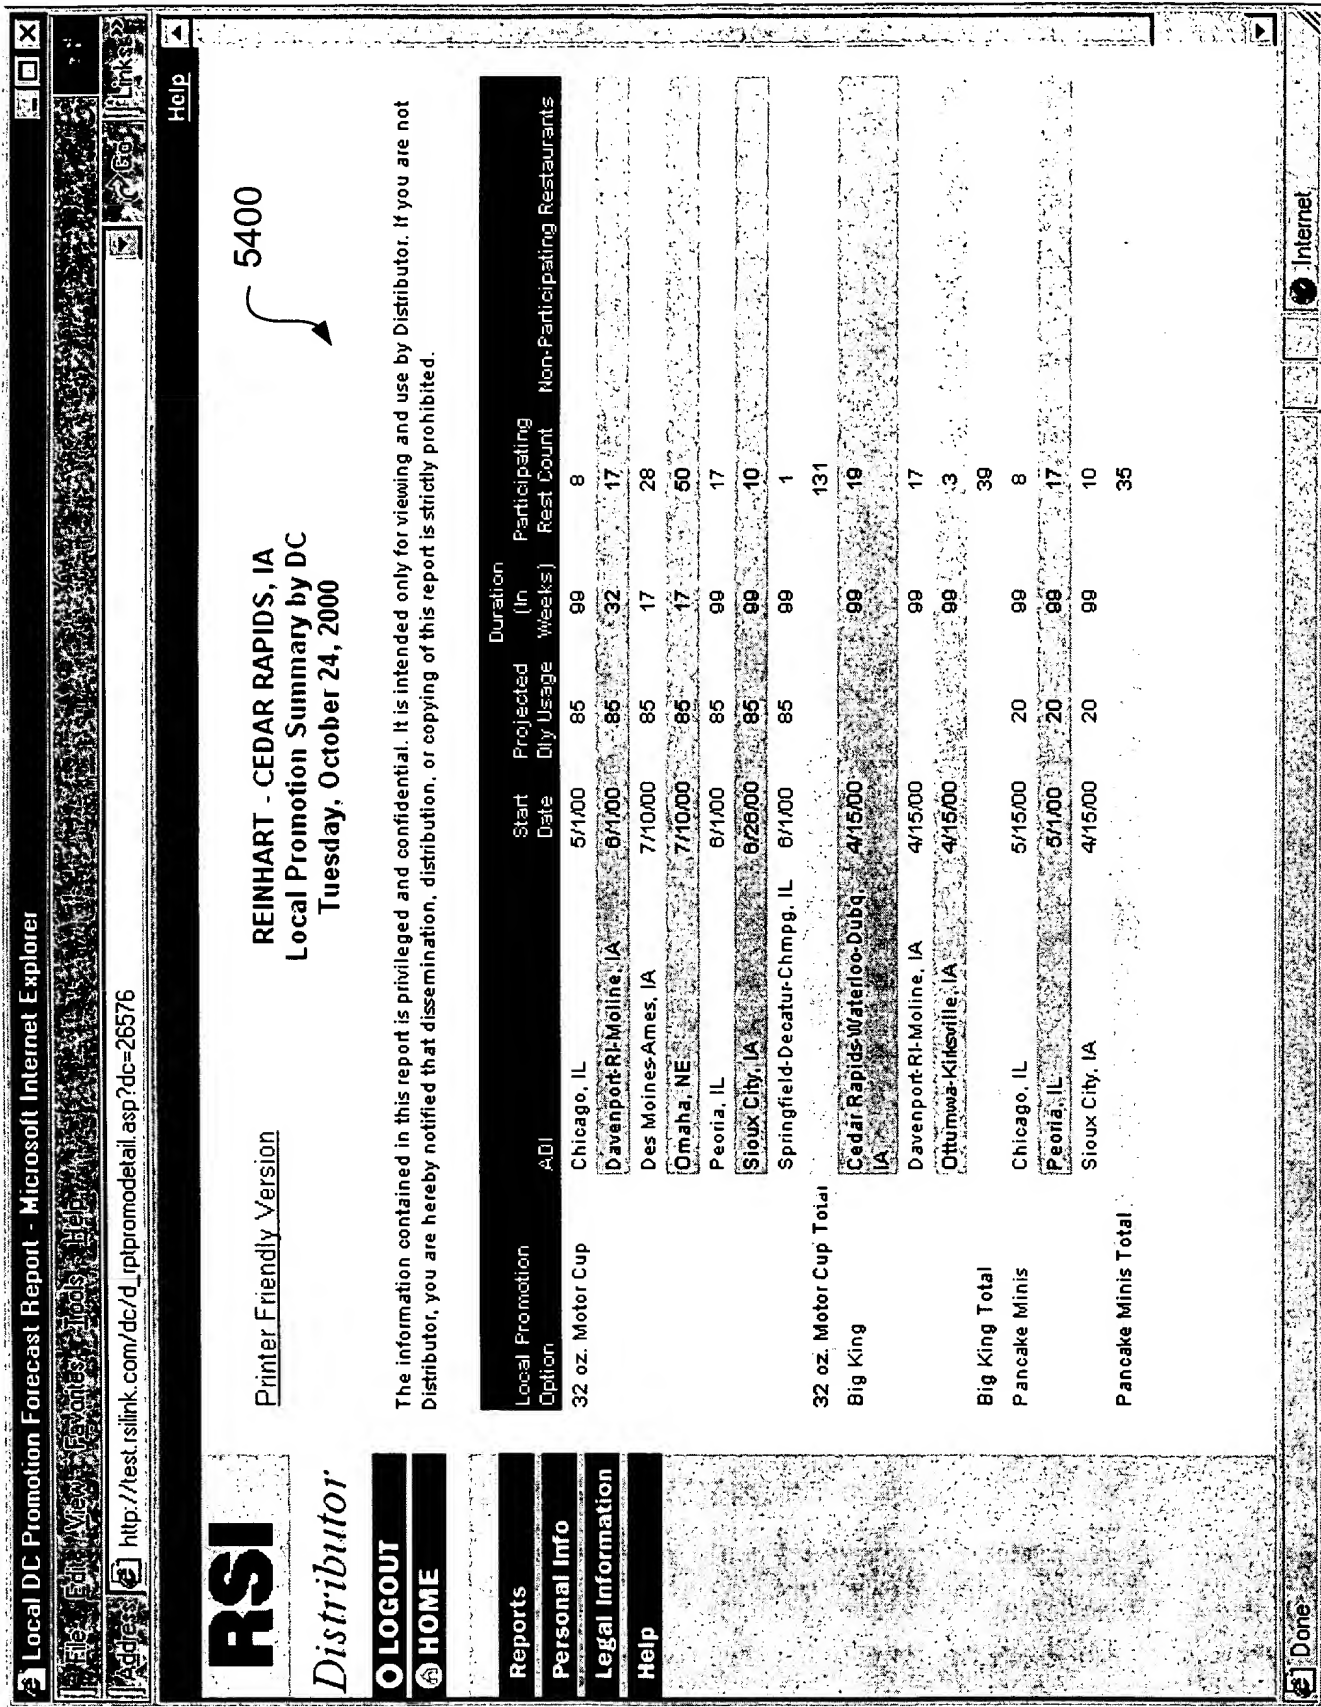 Local DC Promotion Forecast Report - Microsoft Internet Explorer
File Edit View Favorites Tools Help
Address http://test.rsilink.com/dc/d_rptpromodetail.asp?dc=26576 Go Links »
Help
RSI
Distributor
LOGOUT
HOME
Reports
Personal Info
Legal Information
Help
Printer Friendly Version
5400
REINHART - CEDAR RAPIDS, IA
Local Promotion Summary by DC
Tuesday, October 24, 2000
The information contained in this report is privileged and confidential. It is intended only for viewing and use by Distributor. If you are not
Distributor, you are hereby notified that dissemination, distribution, or copying of this report is strictly prohibited.
Local Promotion Option ADI Start Date Projected Dly Usage Duration (In Weeks) Participating Rest Count Non-Participating Restaurants
32 oz. Motor Cup Chicago, IL 5/1/00 85 99 8
Davenport-RI-Moline, IA 6/1/00 85 32 17
Des Moines-Ames, IA 7/10/00 85 17 28
Omaha, NE 7/10/00 85 17 50
Peoria, IL 6/1/00 85 99 17
Sioux City, IA 6/26/00 85 99 10
Springfield-Decatur-Chmpg, IL 6/1/00 85 99 1
32 oz. Motor Cup Total 131
Big King Cedar Rapids-Waterloo-Dubq, IA 4/15/00 99 19
Davenport-RI-Moline, IA 4/15/00 99 17
Ottumwa-Kirksville, IA 4/15/00 99 3
Big King Total 39
Pancake Minis Chicago, IL 5/15/00 20 99 8
Peoria, IL 5/1/00 20 99 17
Sioux City, IA 4/15/00 20 99 10
Pancake Minis Total 35
Done Internet